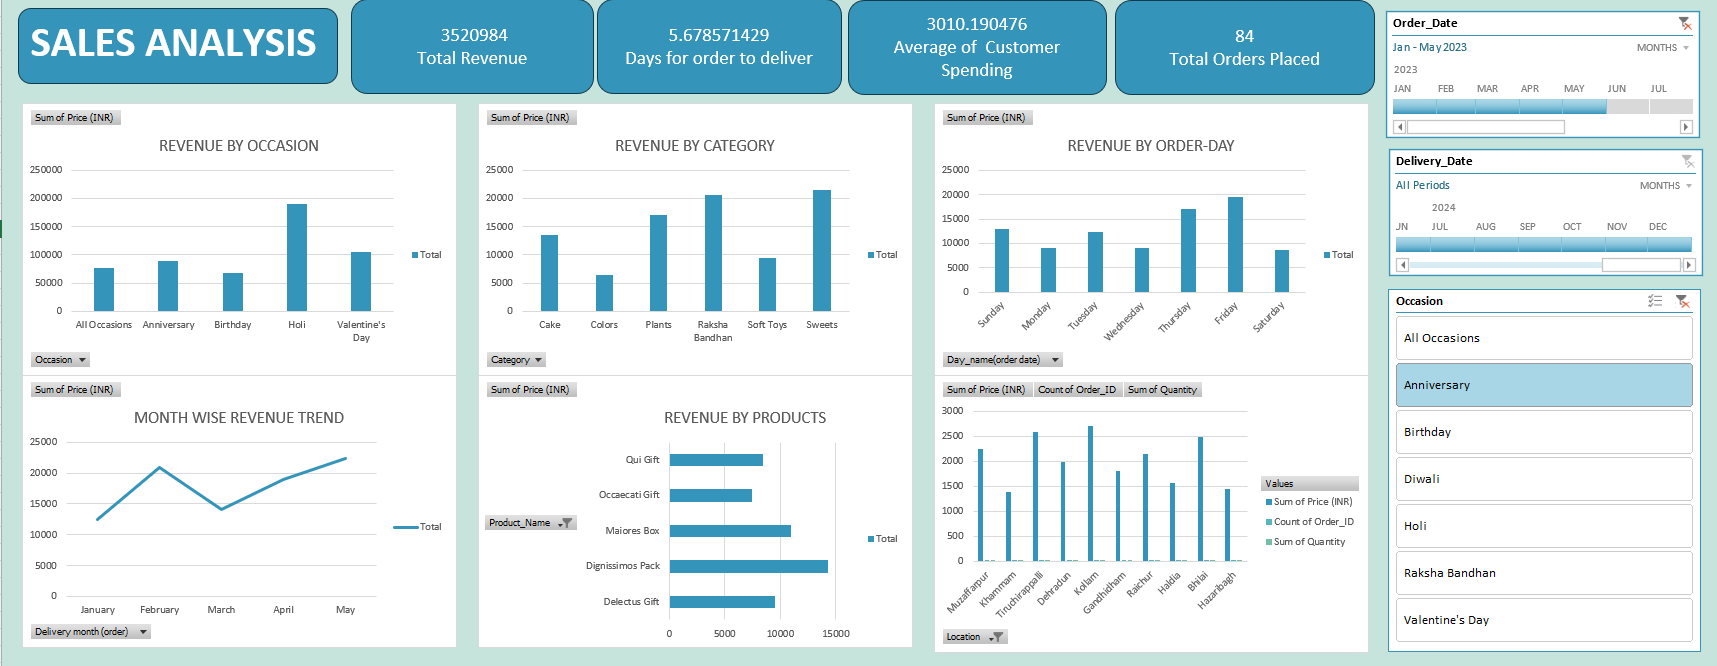 SALES ANALYSIS
3520984
Total Revenue
5.678571429
Days for order to deliver
3010.190476
Average of Customer
Spending
84
Total Orders Placed
Order_Date
Jan - May 2023
MONTHS
2023
JAN FEB MAR APR MAY JUN JUL
Delivery_Date
All Periods
MONTHS
2024
JN JUL AUG SEP OCT NOV DEC
Occasion
All Occasions
Anniversary
Birthday
Diwali
Holi
Raksha Bandhan
Valentine's Day
Sum of Price (INR)
REVENUE BY OCCASION
250000
200000
150000
100000
50000
0
All Occasions Anniversary Birthday Holi Valentine's
Day
Total
Occasion
Sum of Price (INR)
REVENUE BY CATEGORY
25000
20000
15000
10000
5000
0
Cake Colors Plants Raksha Soft Toys Sweets
Bandhan
Total
Category
Sum of Price (INR)
REVENUE BY ORDER-DAY
25000
20000
15000
10000
5000
0
Sunday Monday Tuesday Wednesday Thursday Friday Saturday
Total
Day_name(order date)
Sum of Price (INR)
MONTH WISE REVENUE TREND
25000
20000
15000
10000
5000
0
January February March April May
Total
Delivery month (order)
Sum of Price (INR)
REVENUE BY PRODUCTS
Product_Name
Qui Gift
Occaecati Gift
Maiores Box
Dignissimos Pack
Delectus Gift
0 5000 10000 15000
Total
Sum of Price (INR) Count of Order_ID Sum of Quantity
3000
2500
2000
1500
1000
500
0
Muzaffarpur Khammam Tiruchirappalli Dehradun Kollam Gandhidham Raichur Haldia Bhilai Hazaribagh
Values
Sum of Price (INR)
Count of Order_ID
Sum of Quantity
Location